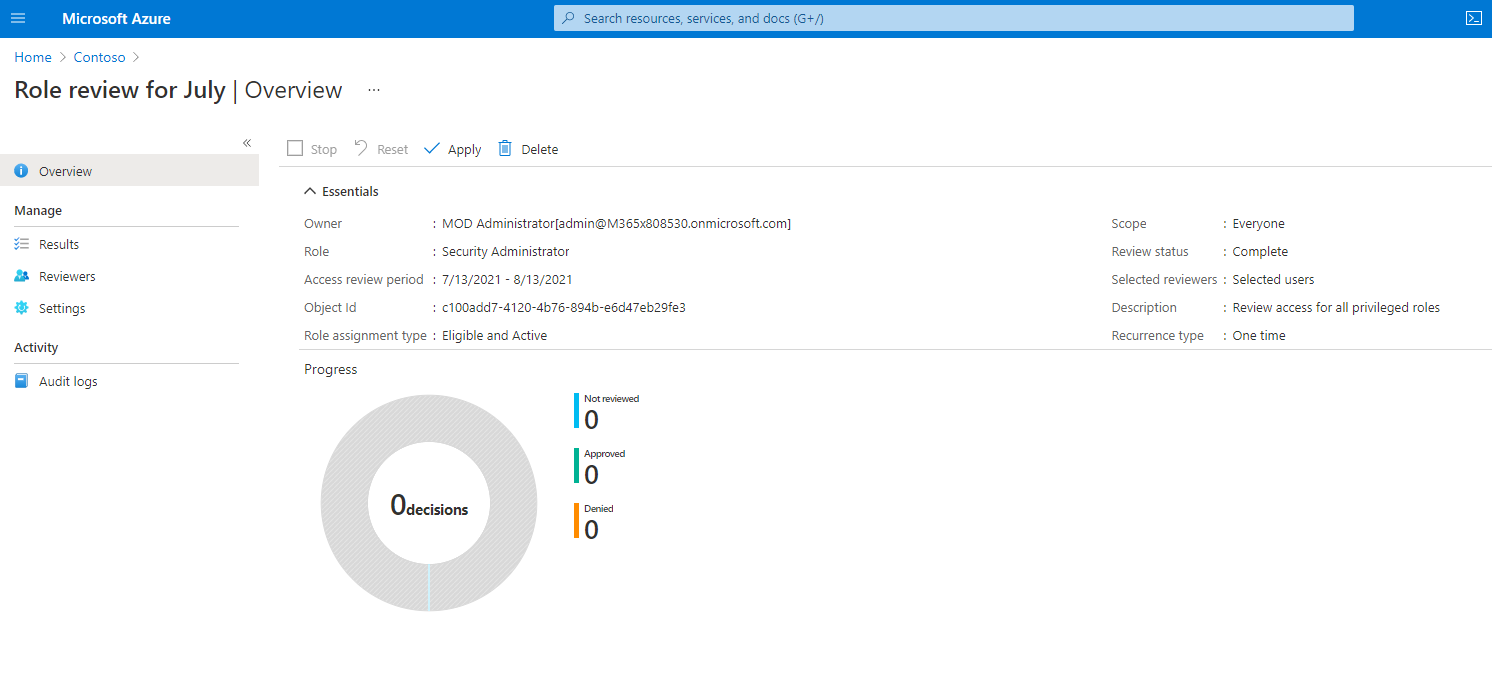 Microsoft Azure
Search resources, services, and docs (G+/)
Home > Contoso >
Role review for July | Overview ...
«
Overview
Manage
Results
Reviewers
Settings
Activity
Audit logs
Stop Reset Apply Delete
Essentials
Owner : MOD Administrator[admin@M365x808530.onmicrosoft.com] Scope : Everyone
Role : Security Administrator Review status : Complete
Access review period : 7/13/2021 - 8/13/2021 Selected reviewers : Selected users
Object Id : c100add7-4120-4b76-894b-e6d47eb29fe3 Description : Review access for all privileged roles
Role assignment type : Eligible and Active Recurrence type : One time
Progress
0decisions
Not reviewed
0
Approved
0
Denied
0